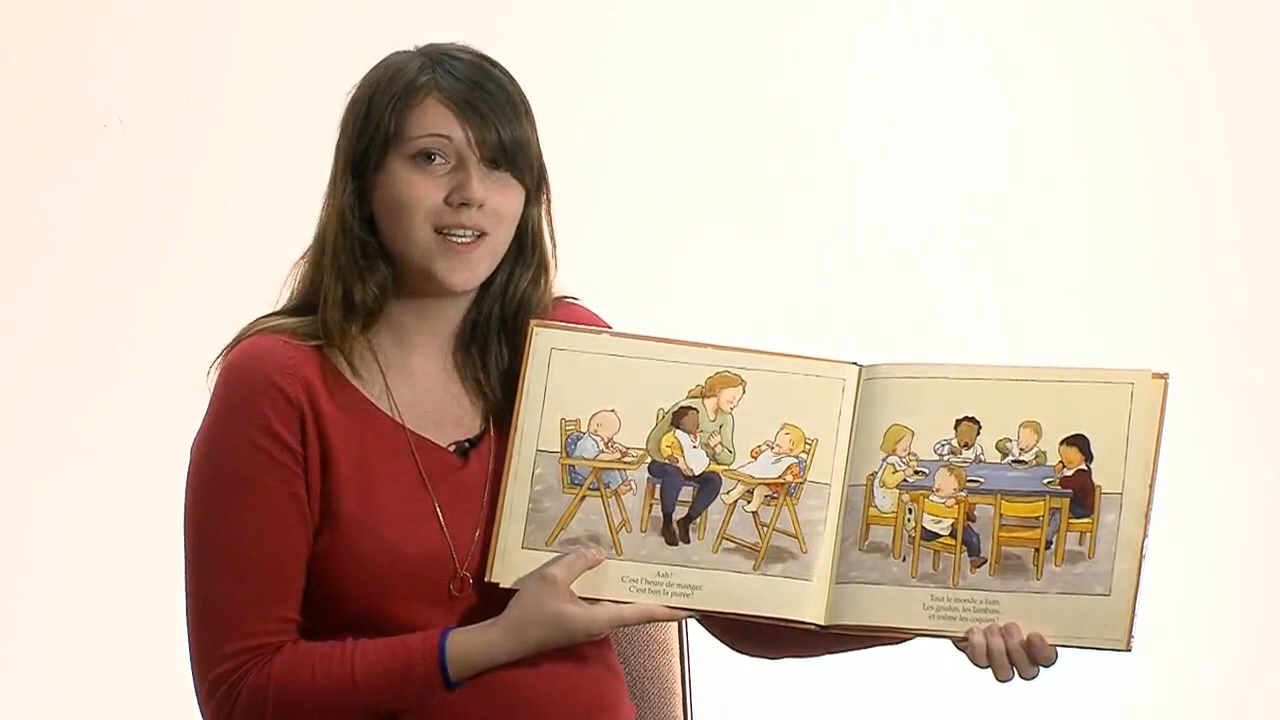 Aah!
C'est l'heure de manger.
C'est bon la purée!
Tout le monde a faim.
Les goulus, les lambins...
et même les coquins!